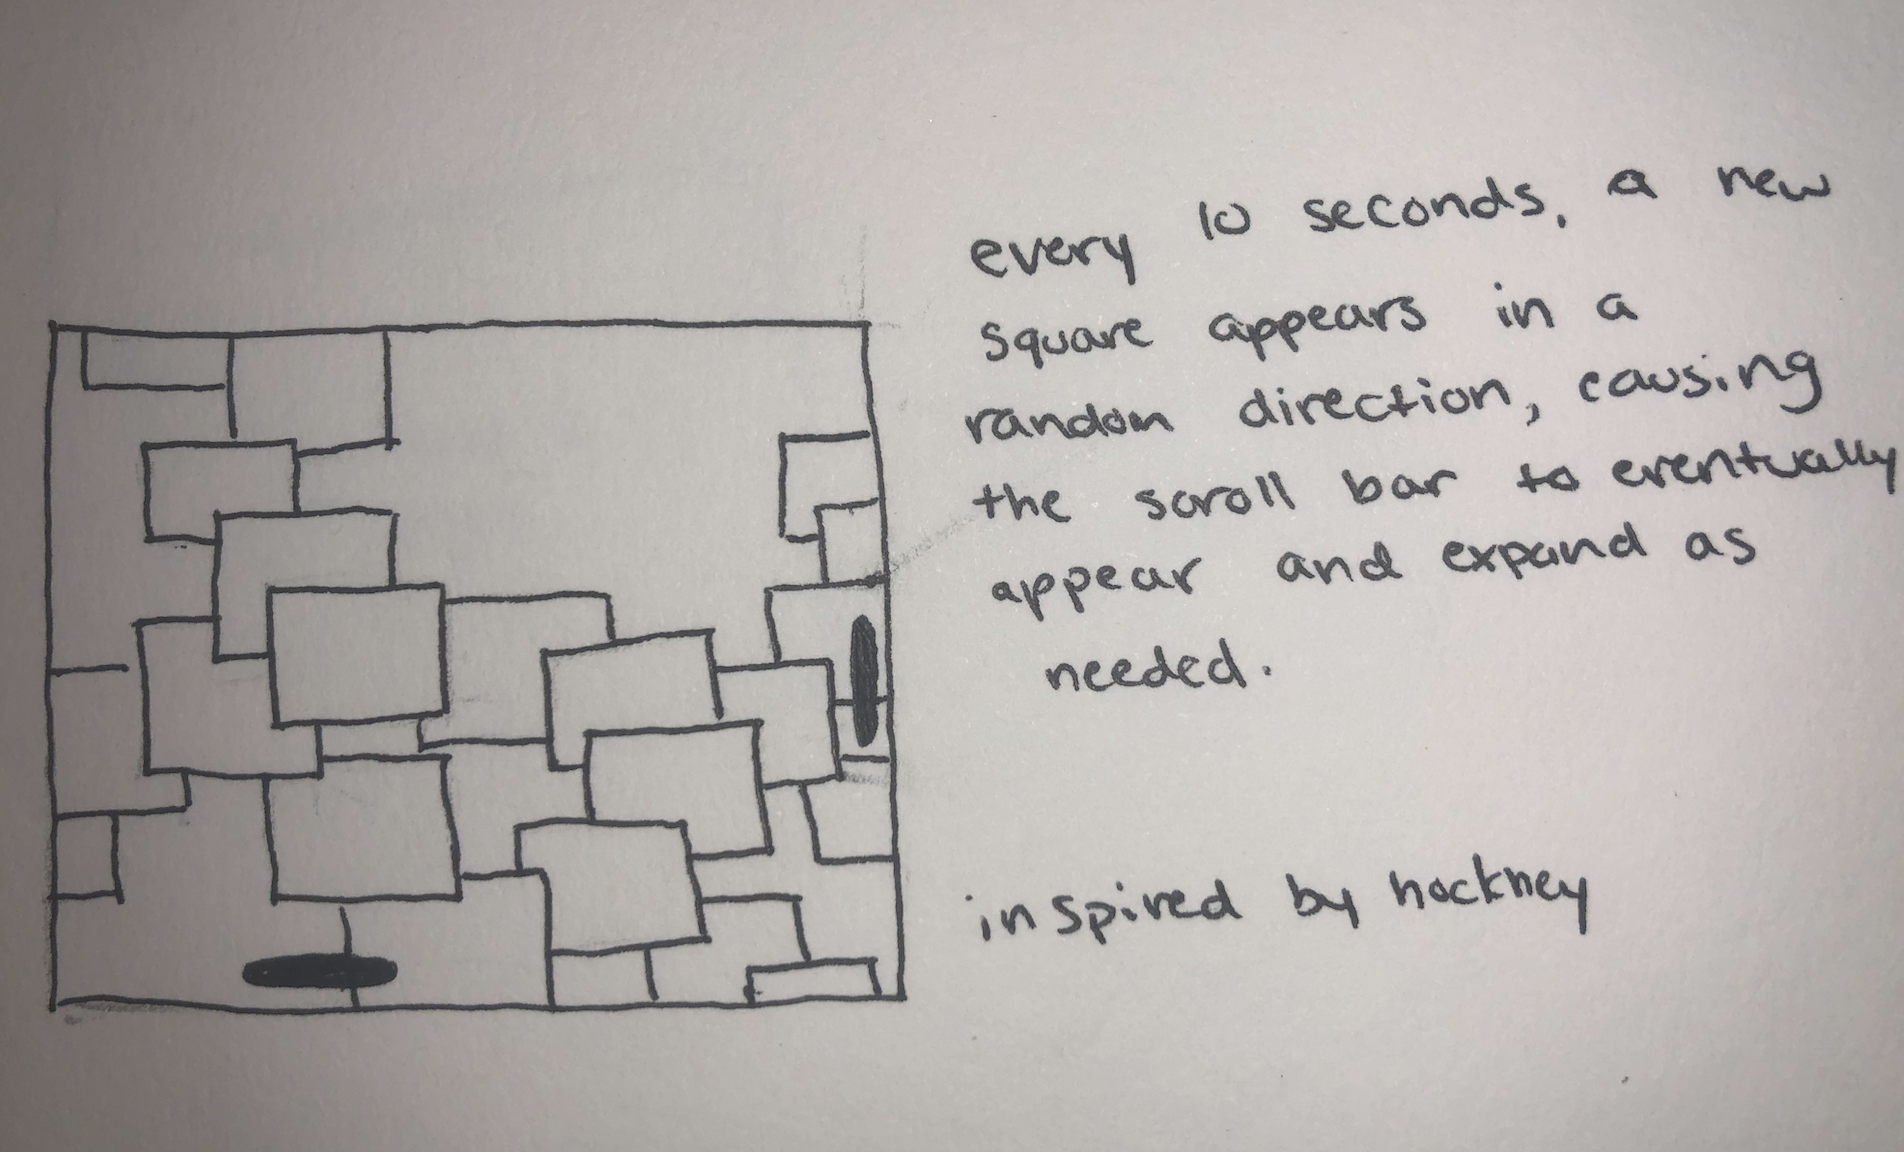 every 10 seconds, a new
square appears in a
random direction, causing
the scroll bar to eventually
appear and expand as
needed.
inspired by hockney